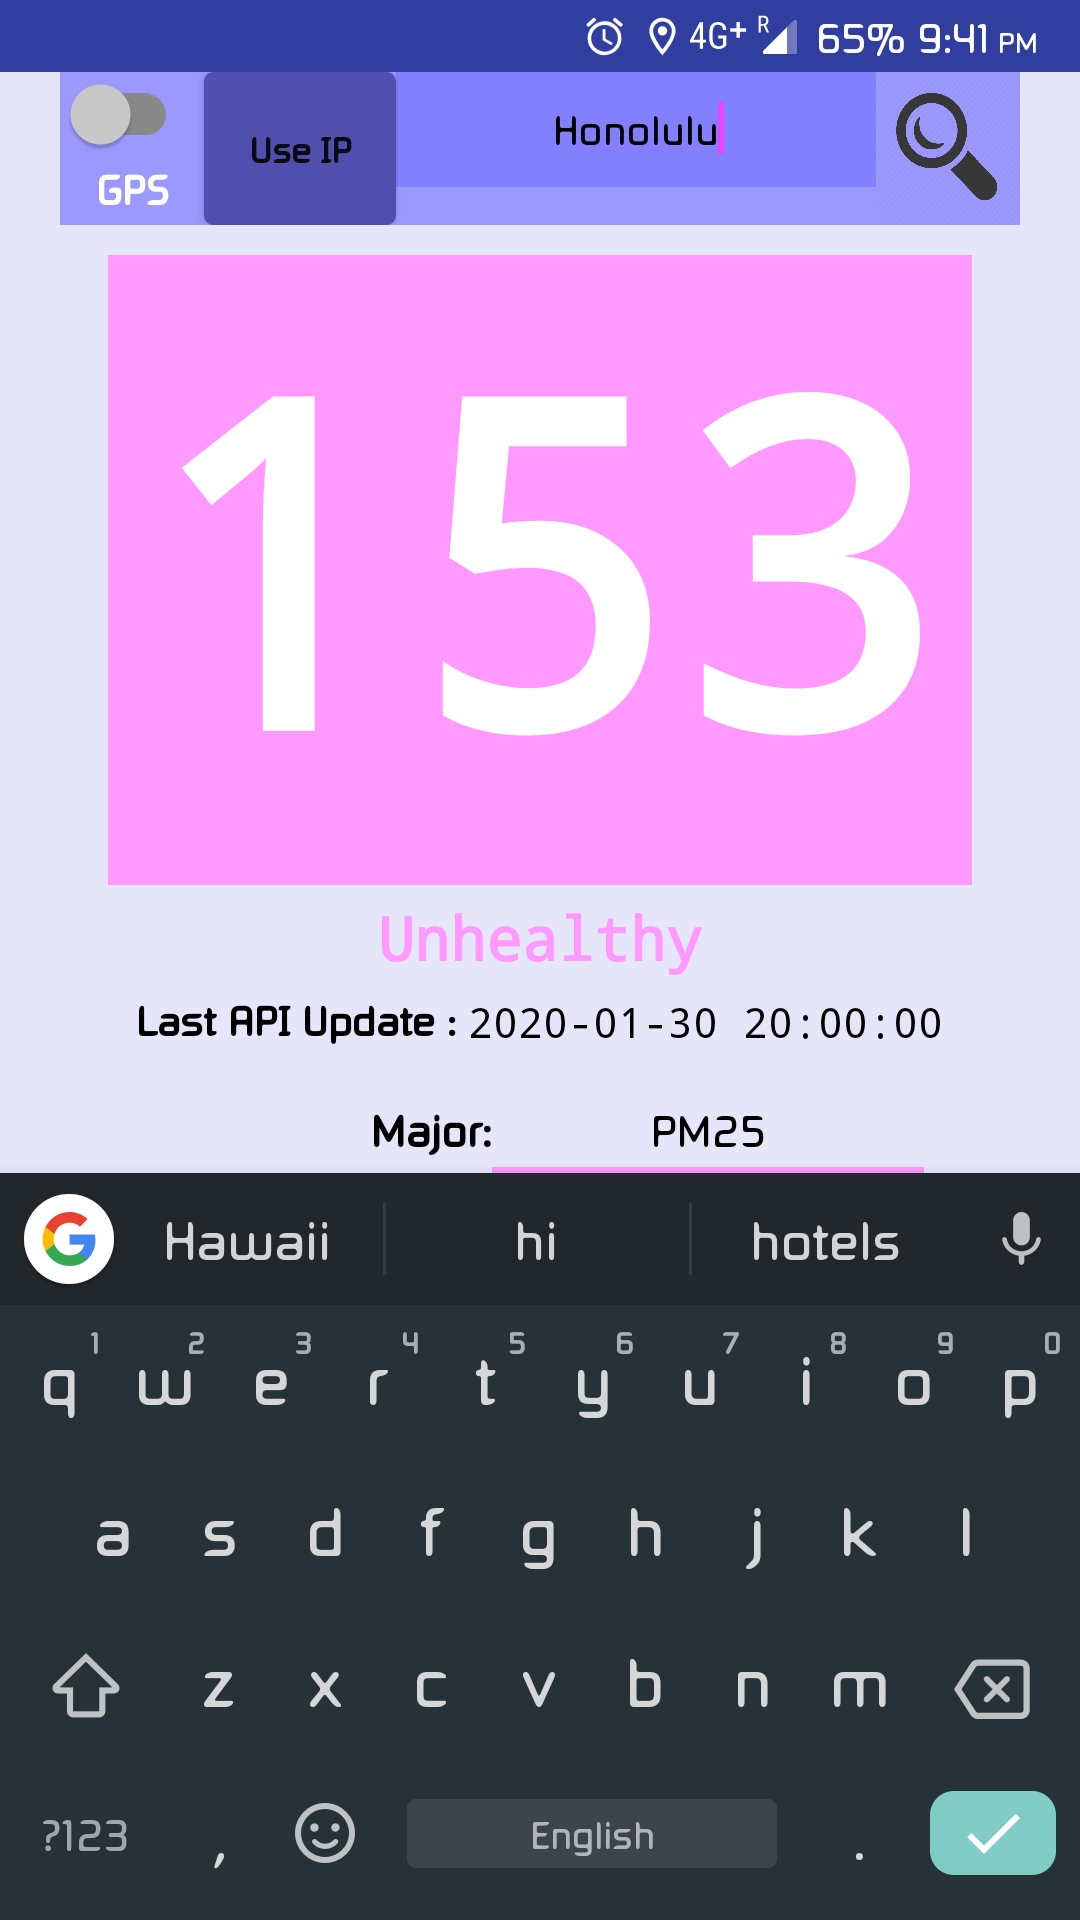 4G+ R 65% 9:41 PM
GPS
Use IP
Honolulu
153
Unhealthy
Last API Update : 2020-01-30 20:00:00
Major: PM25
G Hawaii hi hotels
1 2 3 4 5 6 7 8 9 0
q w e r t y u i o p
a s d f g h j k l
z x c v b n m
?123 , English .